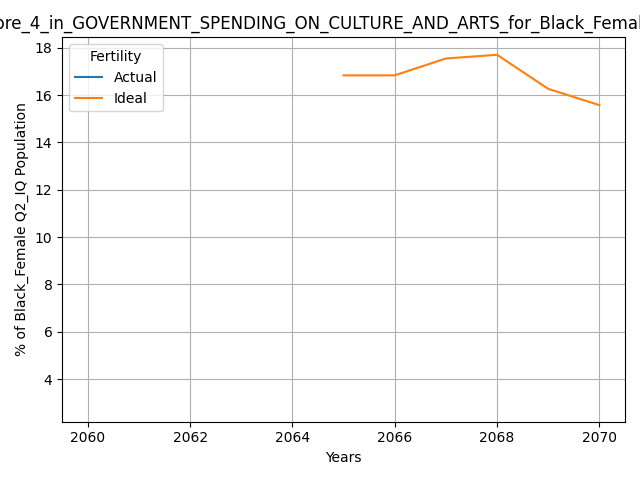 ore_4_in_GOVERNMENT_SPENDING_ON_CULTURE_AND_ARTS_for_Black_Femal
Fertility
Actual
Ideal
% of Black_Female Q2_IQ Population
18
16
14
12
10
8
6
4
2060 2062 2064 2066 2068 2070
Years